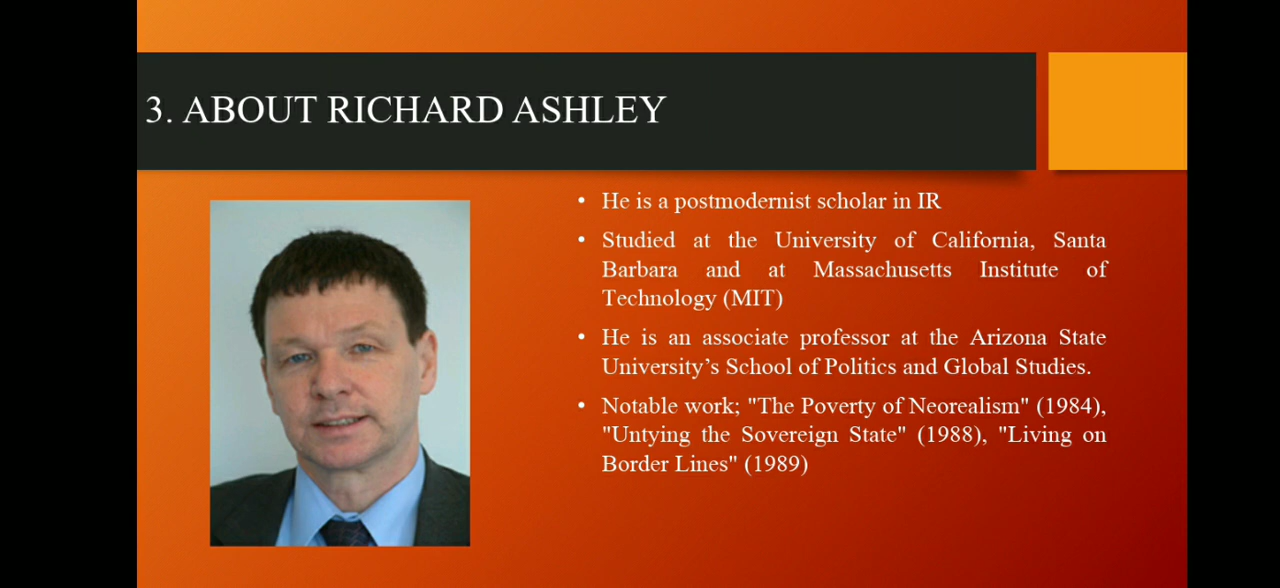 3. ABOUT RICHARD ASHLEY
• He is a postmodernist scholar in IR
• Studied at the University of California, Santa
Barbara and at Massachusetts Institute of
Technology (MIT)
• He is an associate professor at the Arizona State
University’s School of Politics and Global Studies.
• Notable work; "The Poverty of Neorealism" (1984),
"Untying the Sovereign State" (1988), "Living on
Border Lines" (1989)